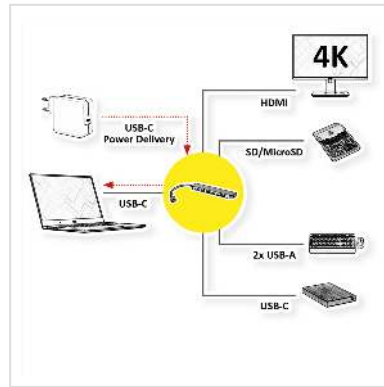 4K
HDMI
USB-C
Power Delivery
SD/MicroSD
USB-C
2x USB-A
USB-C